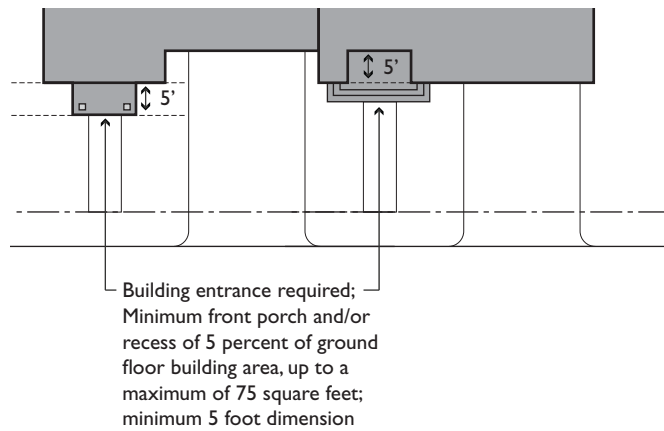 5’
5’
Building entrance required;
Minimum front porch and/or
recess of 5 percent of ground
floor building area, up to a
maximum of 75 square feet;
minimum 5 foot dimension